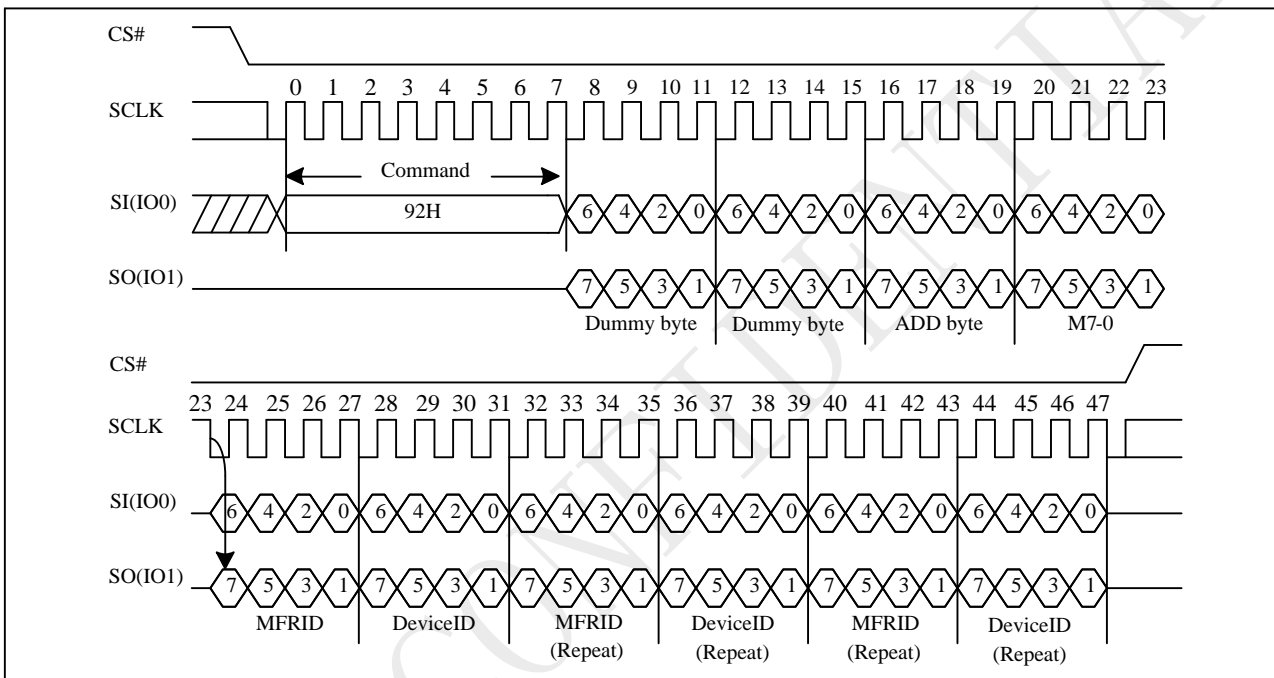 CS#
0 1 2 3 4 5 6 7 8 9 10 11 12 13 14 15 16 17 18 19 20 21 22 23
SCLK
Command
SI(IO0) 92H 6 4 2 0 6 4 2 0 6 4 2 0 6 4 2 0
SO(IO1) 7 5 3 1 7 5 3 1 7 5 3 1 7 5 3 1
Dummy byte Dummy byte ADD byte M7-0
CS#
23 24 25 26 27 28 29 30 31 32 33 34 35 36 37 38 39 40 41 42 43 44 45 46 47
SCLK
SI(IO0) 6 4 2 0 6 4 2 0 6 4 2 0 6 4 2 0 6 4 2 0 6 4 2 0
SO(IO1) 7 5 3 1 7 5 3 1 7 5 3 1 7 5 3 1 7 5 3 1 7 5 3 1
MFRID DeviceID MFRID DeviceID MFRID DeviceID
(Repeat) (Repeat) (Repeat) (Repeat)
CONFIDENTIA